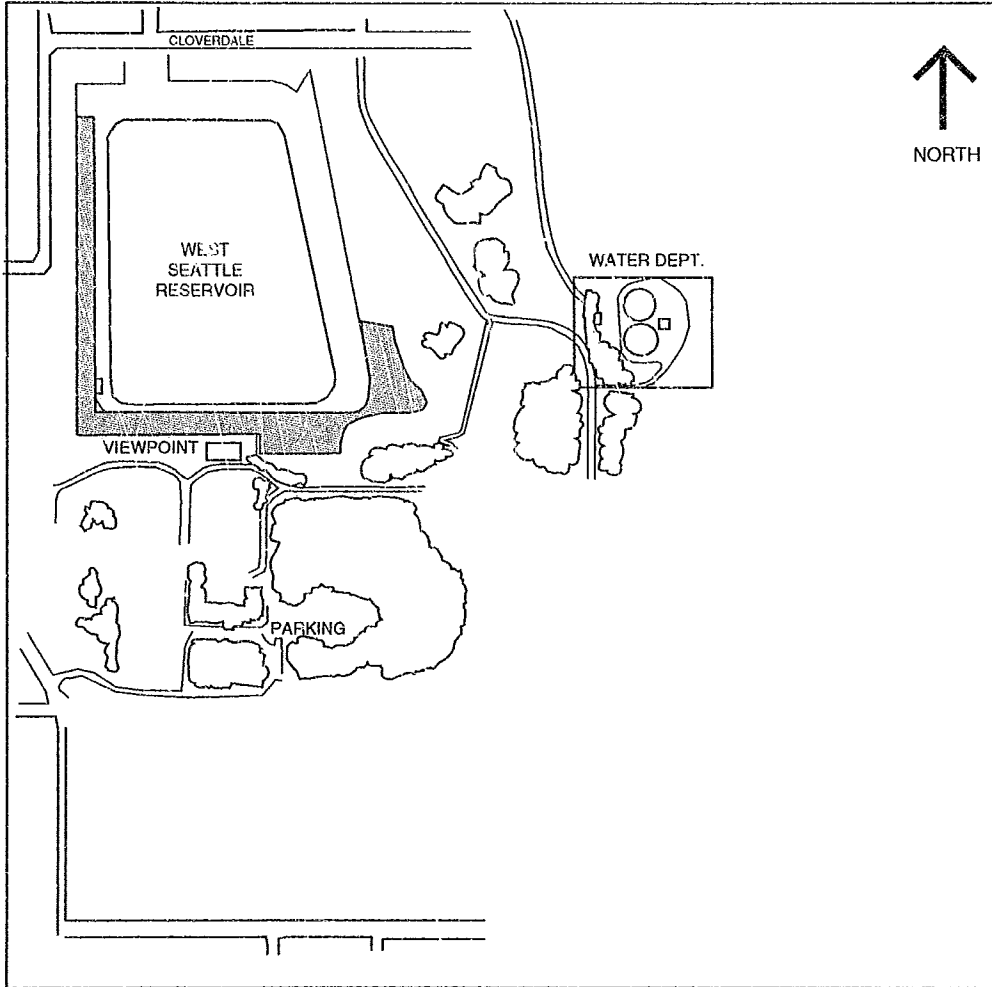 CLOVERDALE
NORTH
WEST
SEATTLE
RESERVOIR
WATER DEPT.
VIEWPOINT
PARKING